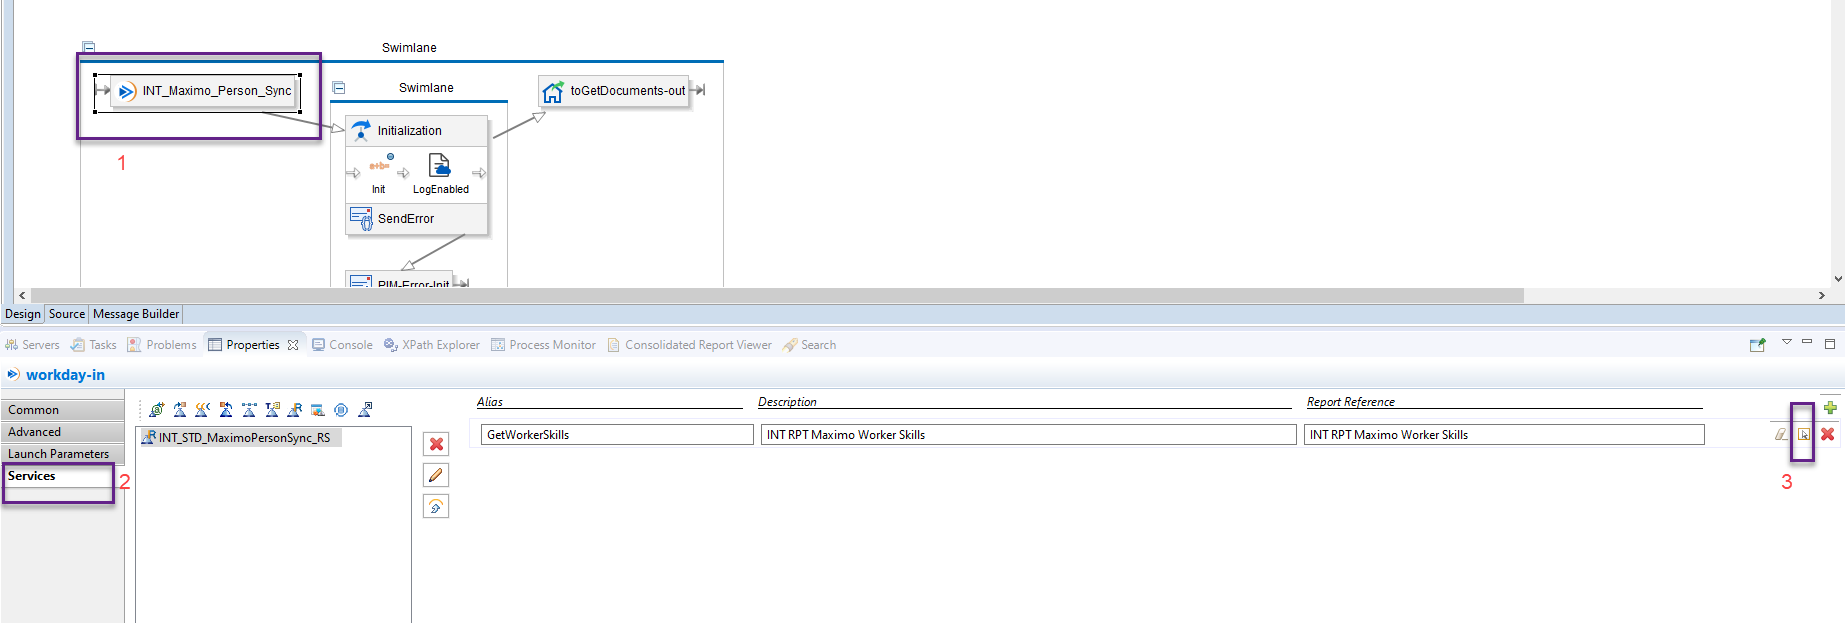 Swimlane
INT_Maximo_Person_Sync
Swimlane
toGetDocuments-out
Initialization
a+b=
Init
LogEnabled
SendError
PIM-Error-Init
1
Design
Source
Message Builder
Servers
Tasks
Problems
Properties
Console
XPath Explorer
Process Monitor
Consolidated Report Viewer
Search
workday-in
Common
Advanced
Launch Parameters
Services
2
INT_STD_MaximoPersonSync_RS
Alias
Description
Report Reference
GetWorkerSkills
INT RPT Maximo Worker Skills
INT RPT Maximo Worker Skills
3